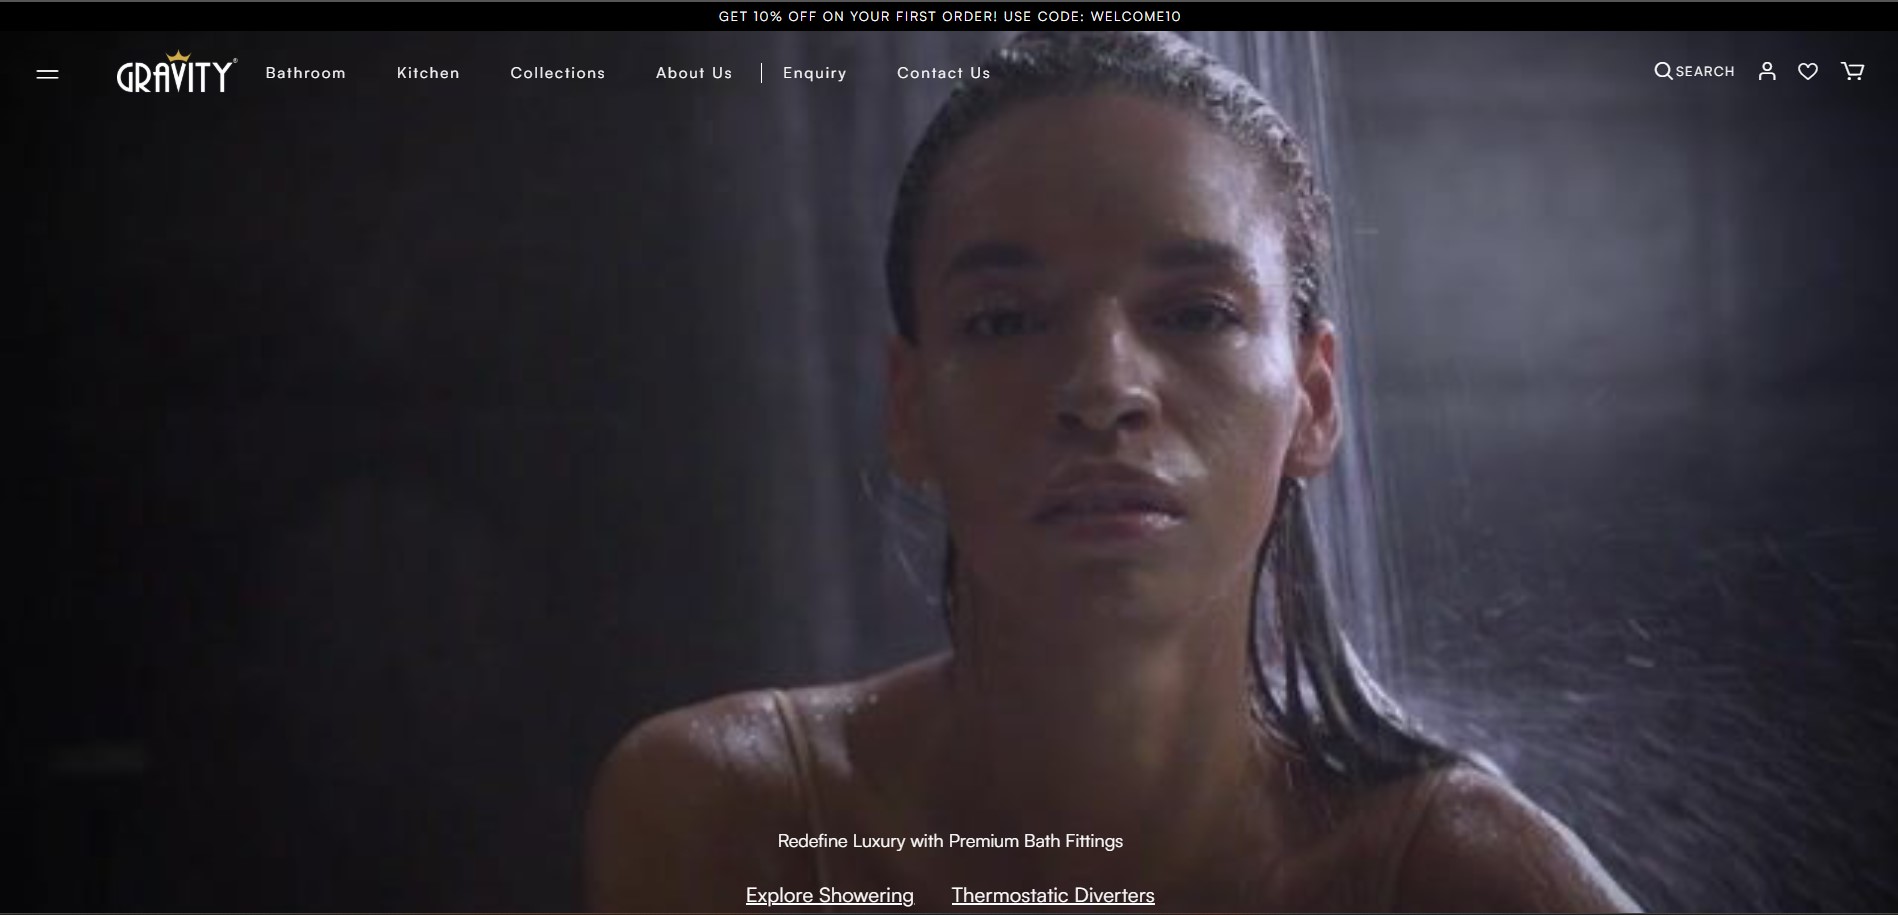 GET 10% OFF ON YOUR FIRST ORDER! USE CODE: WELCOME10
GRAVITY® Bathroom Kitchen Collections About Us | Enquiry Contact Us SEARCH
Redefine Luxury with Premium Bath Fittings
Explore Showering Thermostatic Diverters